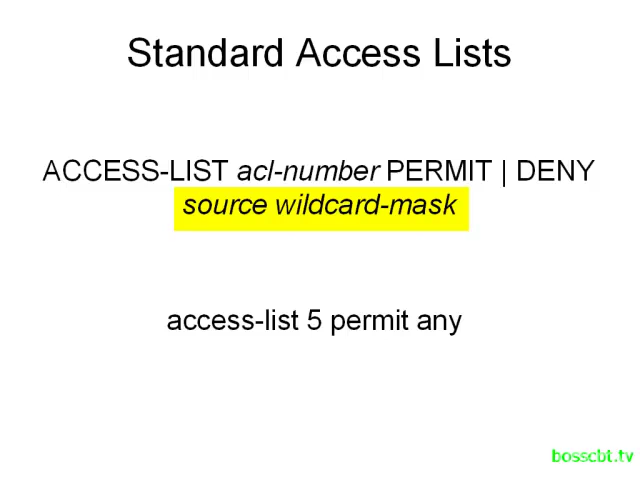 Standard Access Lists
ACCESS-LIST acl-number PERMIT | DENY
source wildcard-mask
access-list 5 permit any
bosscbt.tv